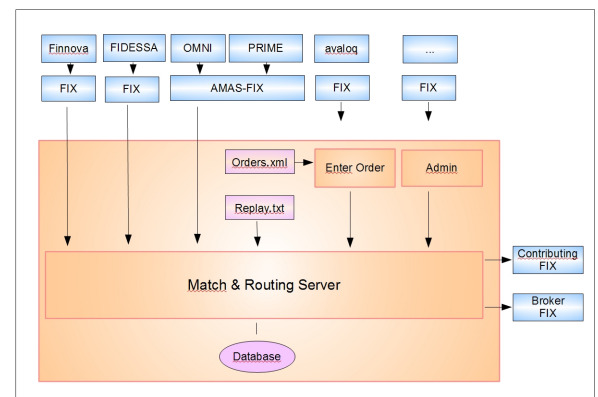 Finnova
FIDESSA
OMNI
PRIME
avaloq
...
FIX
FIX
AMAS-FIX
FIX
FIX
Orders.xml
Enter Order
Admin
Replay.txt
Match & Routing Server
Contributing
FIX
Broker
FIX
Database